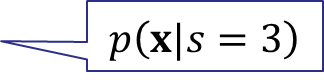 p(x|s = 3)